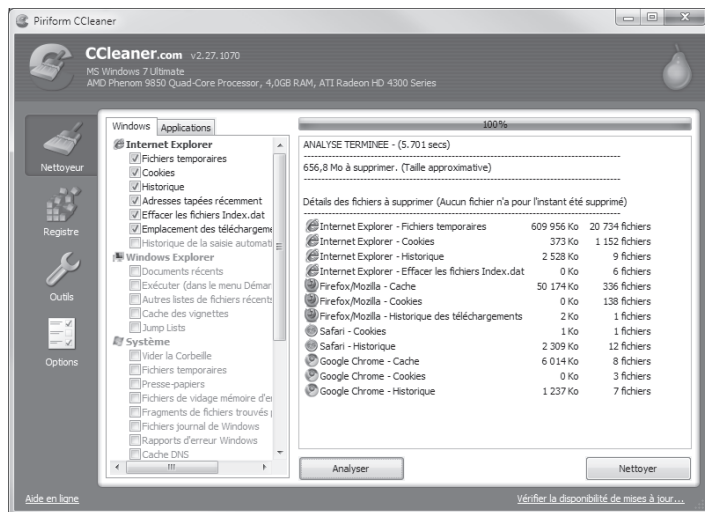 Piriform CCleaner
CCleaner.com v2.27.1070
MS Windows 7 Ultimate
AMD Phenom 9850 Quad-Core Processor, 4,0GB RAM, ATI Radeon HD 4300 Series
Nettoyeur
Registre
Outils
Options
Windows
Applications
Internet Explorer
Fichiers temporaires
Cookies
Historique
Adresses tapées récemment
Effacer les fichiers Index.dat
Emplacement des téléchargeme
Historique de la saisie automati
Windows Explorer
Documents récents
Exécuter (dans le menu Démar
Autres listes de fichiers récents
Cache des vignettes
Jump Lists
Système
Vider la Corbeille
Fichiers temporaires
Presse-papiers
Fichiers de vidage mémoire d'e
Fragments de fichiers trouvés
Fichiers journal de Windows
Rapports d'erreur Windows
Cache DNS
100%
ANALYSE TERMINEE - (5.701 secs)
656,8 Mo à supprimer. (Taille approximative)
Détails des fichiers à supprimer (Aucun fichier n'a pour l'instant été supprimé)
Internet Explorer - Fichiers temporaires 609 956 Ko 20 734 fichiers
Internet Explorer - Cookies 373 Ko 1 152 fichiers
Internet Explorer - Historique 2 528 Ko 9 fichiers
Internet Explorer - Effacer les fichiers Index.dat 0 Ko 6 fichiers
Firefox/Mozilla - Cache 50 174 Ko 336 fichiers
Firefox/Mozilla - Cookies 0 Ko 138 fichiers
Firefox/Mozilla - Historique des téléchargements 2 Ko 1 fichiers
Safari - Cookies 1 Ko 1 fichiers
Safari - Historique 2 309 Ko 12 fichiers
Google Chrome - Cache 6 014 Ko 8 fichiers
Google Chrome - Cookies 0 Ko 3 fichiers
Google Chrome - Historique 1 237 Ko 7 fichiers
Analyser
Nettoyer
Aide en ligne
Vérifier la disponibilité de mises à jour...